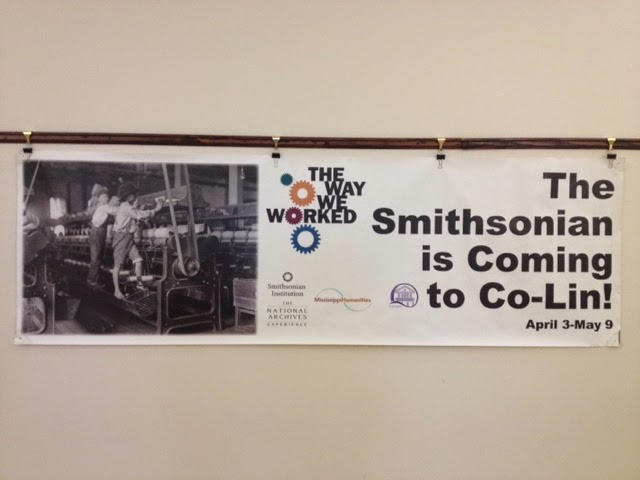 THE
WAY
WE
WORKED
Smithsonian
Institution
THE
NATIONAL
ARCHIVES
EXPERIENCE
MississippiHumanities
The
Smithsonian
is Coming
to Co-Lin!
April 3-May 9